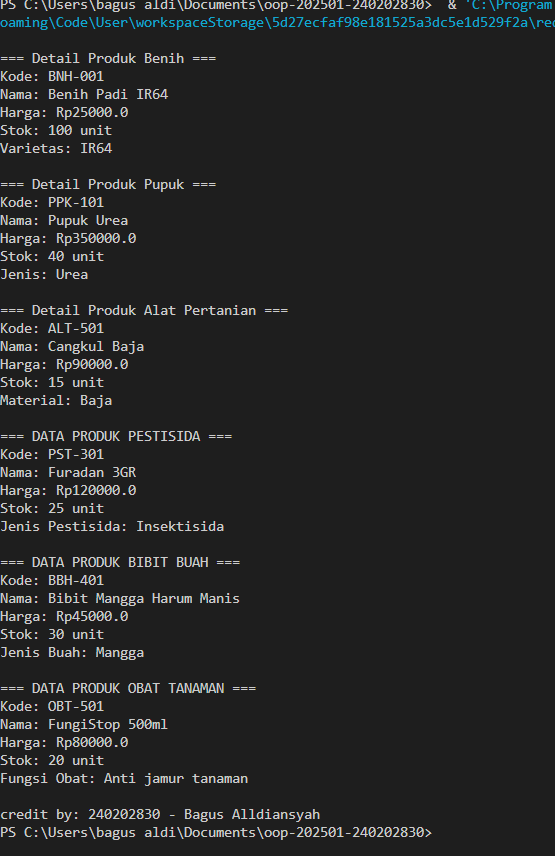 PS C:\Users\bagus aldi\Documents\oop-202501-240202830>  & 'C:\Program
oaming\Code\User\workspaceStorage\5d27ecfaf98e181525a3dc5e1d529f2a\red
=== Detail Produk Benih ===
Kode: BNH-001
Nama: Benih Padi IR64
Harga: Rp25000.0
Stok: 100 unit
Varietas: IR64
=== Detail Produk Pupuk ===
Kode: PPK-101
Nama: Pupuk Urea
Harga: Rp350000.0
Stok: 40 unit
Jenis: Urea
=== Detail Produk Alat Pertanian ===
Kode: ALT-501
Nama: Cangkul Baja
Harga: Rp90000.0
Stok: 15 unit
Material: Baja
=== DATA PRODUK PESTISIDA ===
Kode: PST-301
Nama: Furadan 3GR
Harga: Rp120000.0
Stok: 25 unit
Jenis Pestisida: Insektisida
=== DATA PRODUK BIBIT BUAH ===
Kode: BBH-401
Nama: Bibit Mangga Harum Manis
Harga: Rp45000.0
Stok: 30 unit
Jenis Buah: Mangga
=== DATA PRODUK OBAT TANAMAN ===
Kode: OBT-501
Nama: FungiStop 500ml
Harga: Rp80000.0
Stok: 20 unit
Fungsi Obat: Anti jamur tanaman
credit by: 240202830 - Bagus Alldiansyah
PS C:\Users\bagus aldi\Documents\oop-202501-240202830>